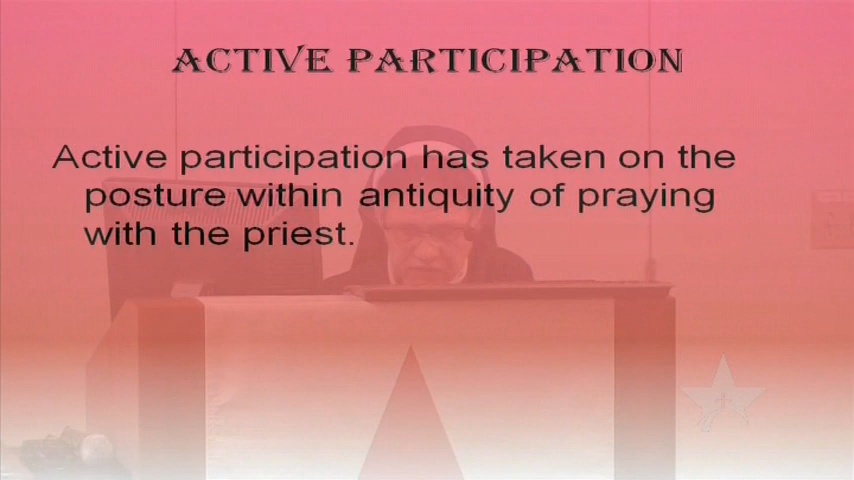 ACTIVE PARTICIPATION
Active participation has taken on the
posture within antiquity of praying
with the priest.